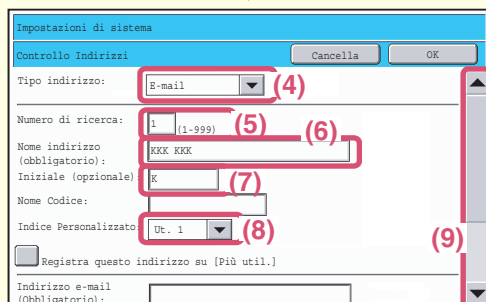 Impostazioni di sistema
Controllo Indirizzi Cancella OK
Tipo indirizzo: E-mail (4)
Numero di ricerca: 1 (1-999) (5)
(6)
Nome indirizzo KKK KKK
(obbligatorio):
Iniziale (opzionale): K (7)
Nome Codice:
Indice Personalizzato: Ut. 1 (8)
(9)
Registra questo indirizzo su [Più util.]
Indirizzo e-mail
(Obbligatorio):